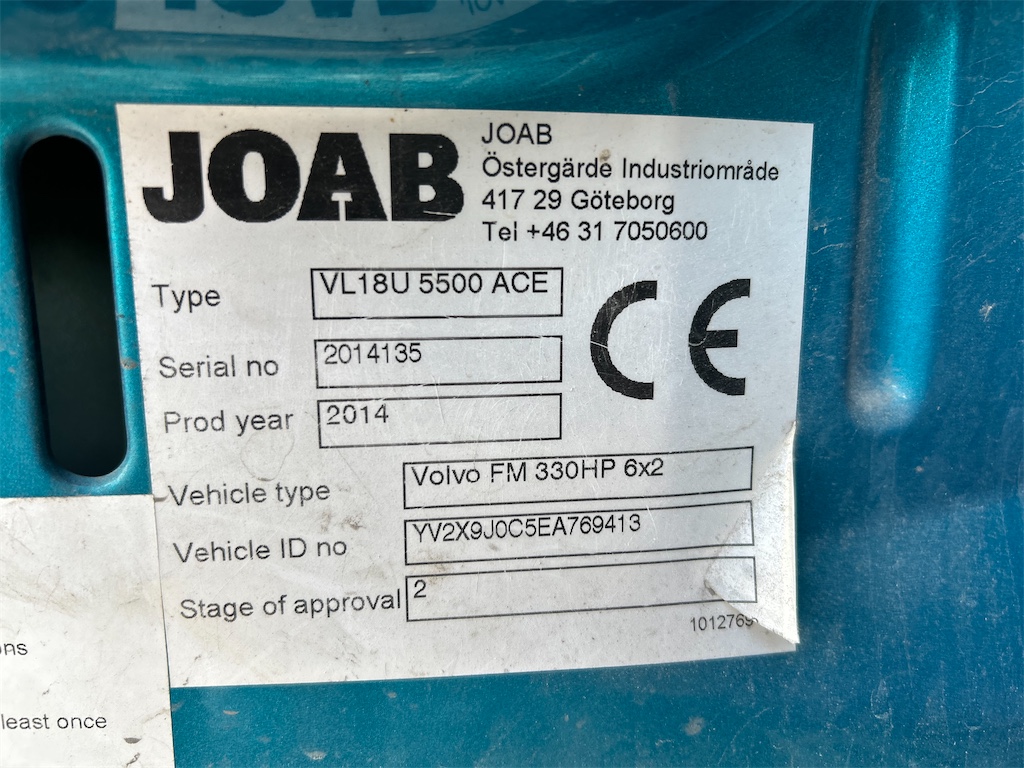 JOAB
JOAB
Östergärde Industriområde
417 29 Göteborg
Tel +46 31 7050600
Type VL18U 5500 ACE
CE
Serial no 2014135
Prod year 2014
Vehicle type Volvo FM 330HP 6x2
Vehicle ID no YV2X9J0C5EA769413
Stage of approval 2
1012769
ns
least once